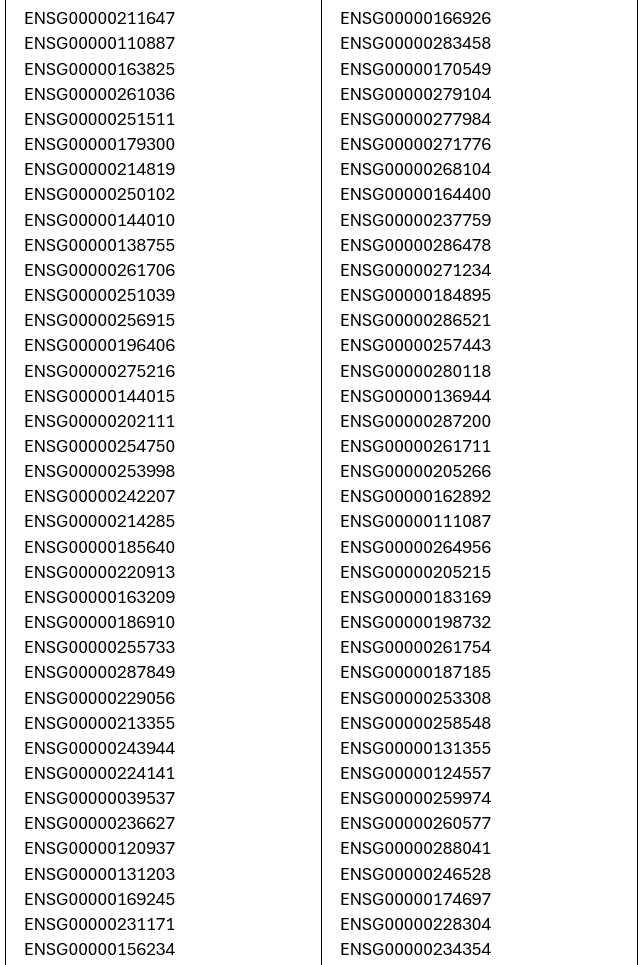 ENSG00000211647 ENSG00000166926
ENSG00000110887 ENSG00000283458
ENSG00000163825 ENSG00000170549
ENSG00000261036 ENSG00000279104
ENSG00000251511 ENSG00000277984
ENSG00000179300 ENSG00000271776
ENSG00000214819 ENSG00000268104
ENSG00000250102 ENSG00000164400
ENSG00000144010 ENSG00000237759
ENSG00000138755 ENSG00000286478
ENSG00000261706 ENSG00000271234
ENSG00000251039 ENSG00000184895
ENSG00000256915 ENSG00000286521
ENSG00000196406 ENSG00000257443
ENSG00000275216 ENSG00000280118
ENSG00000144015 ENSG00000136944
ENSG00000202111 ENSG00000287200
ENSG00000254750 ENSG00000261711
ENSG00000253998 ENSG00000205266
ENSG00000242207 ENSG00000162892
ENSG00000214285 ENSG00000111087
ENSG00000185640 ENSG00000264956
ENSG00000220913 ENSG00000205215
ENSG00000163209 ENSG00000183169
ENSG00000186910 ENSG00000198732
ENSG00000255733 ENSG00000261754
ENSG00000287849 ENSG00000187185
ENSG00000229056 ENSG00000253308
ENSG00000213355 ENSG00000258548
ENSG00000243944 ENSG00000131355
ENSG00000224141 ENSG00000124557
ENSG00000039537 ENSG00000259974
ENSG00000236627 ENSG00000260577
ENSG00000120937 ENSG00000288041
ENSG00000131203 ENSG00000246528
ENSG00000169245 ENSG00000174697
ENSG00000231171 ENSG00000228304
ENSG00000156234 ENSG00000234354